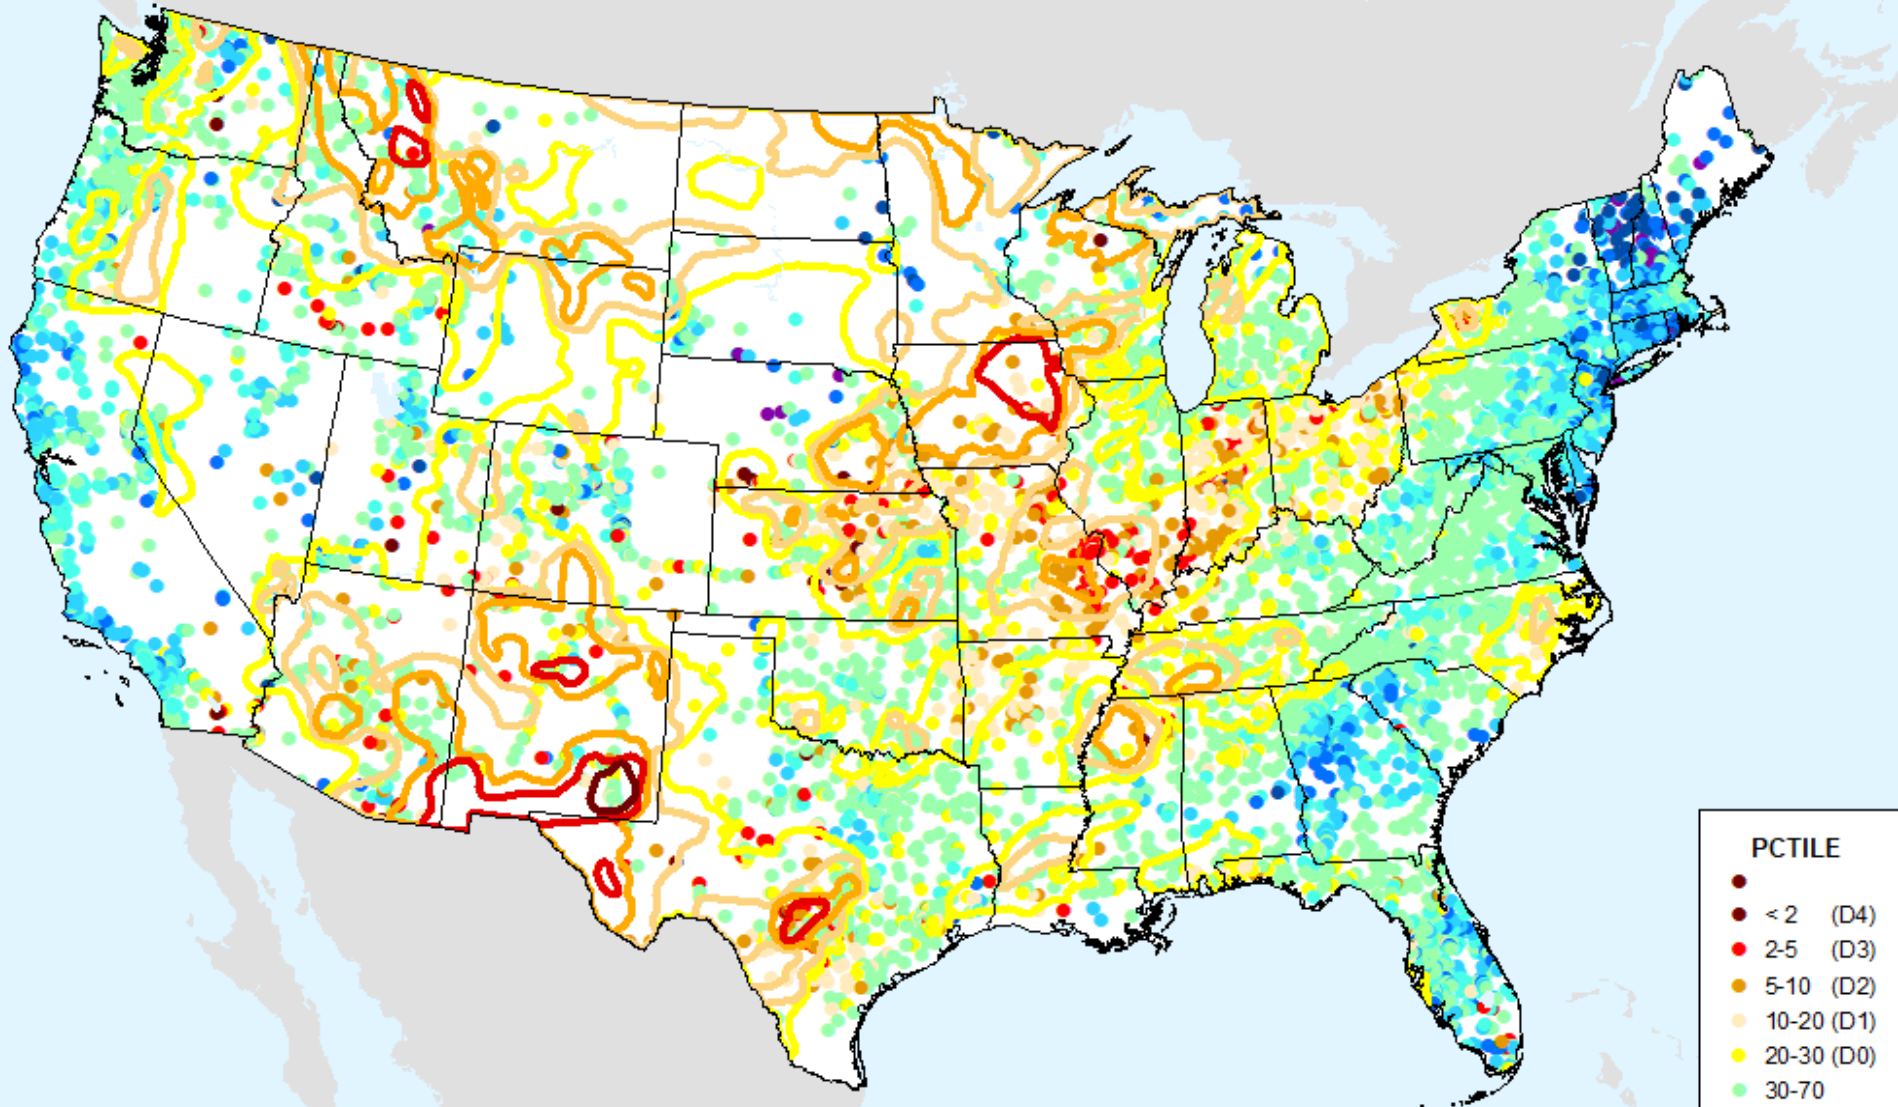 PCTILE
< 2 (D4)
2-5 (D3)
5-10 (D2)
10-20 (D1)
20-30 (D0)
30-70